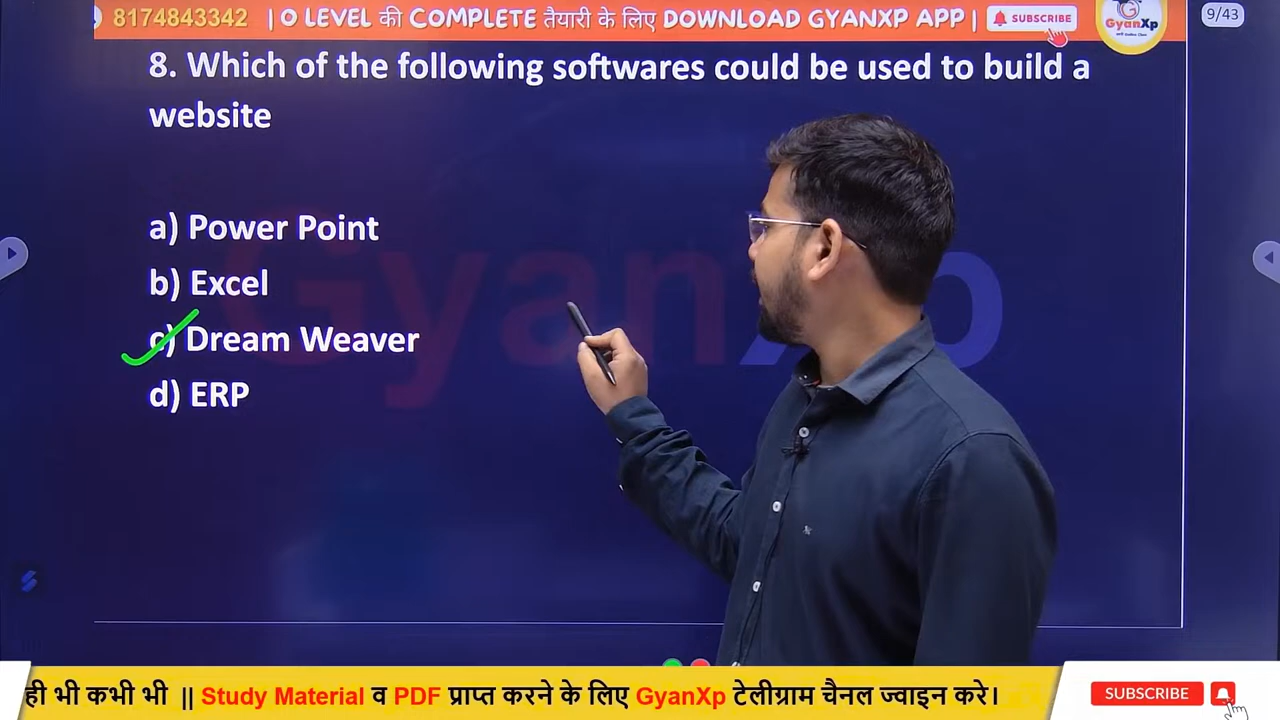 8174843342 | O LEVEL की COMPLETE तैयारी के लिए DOWNLOAD GYANXP APP | SUBSCRIBE
GyanXp
9/43
8. Which of the following softwares could be used to build a
website
a) Power Point
b) Excel
c) Dream Weaver
d) ERP
GyanXp
ही भी कभी भी || Study Material व PDF प्राप्त करने के लिए GyanXp टेलीग्राम चैनल ज्वाइन करे। SUBSCRIBE